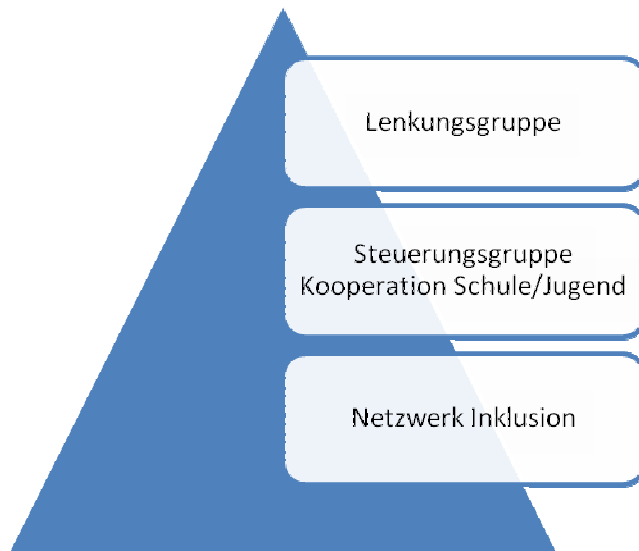 Lenkungsgruppe
Steuerungsgruppe
Kooperation Schule/Jugend
Netzwerk Inklusion